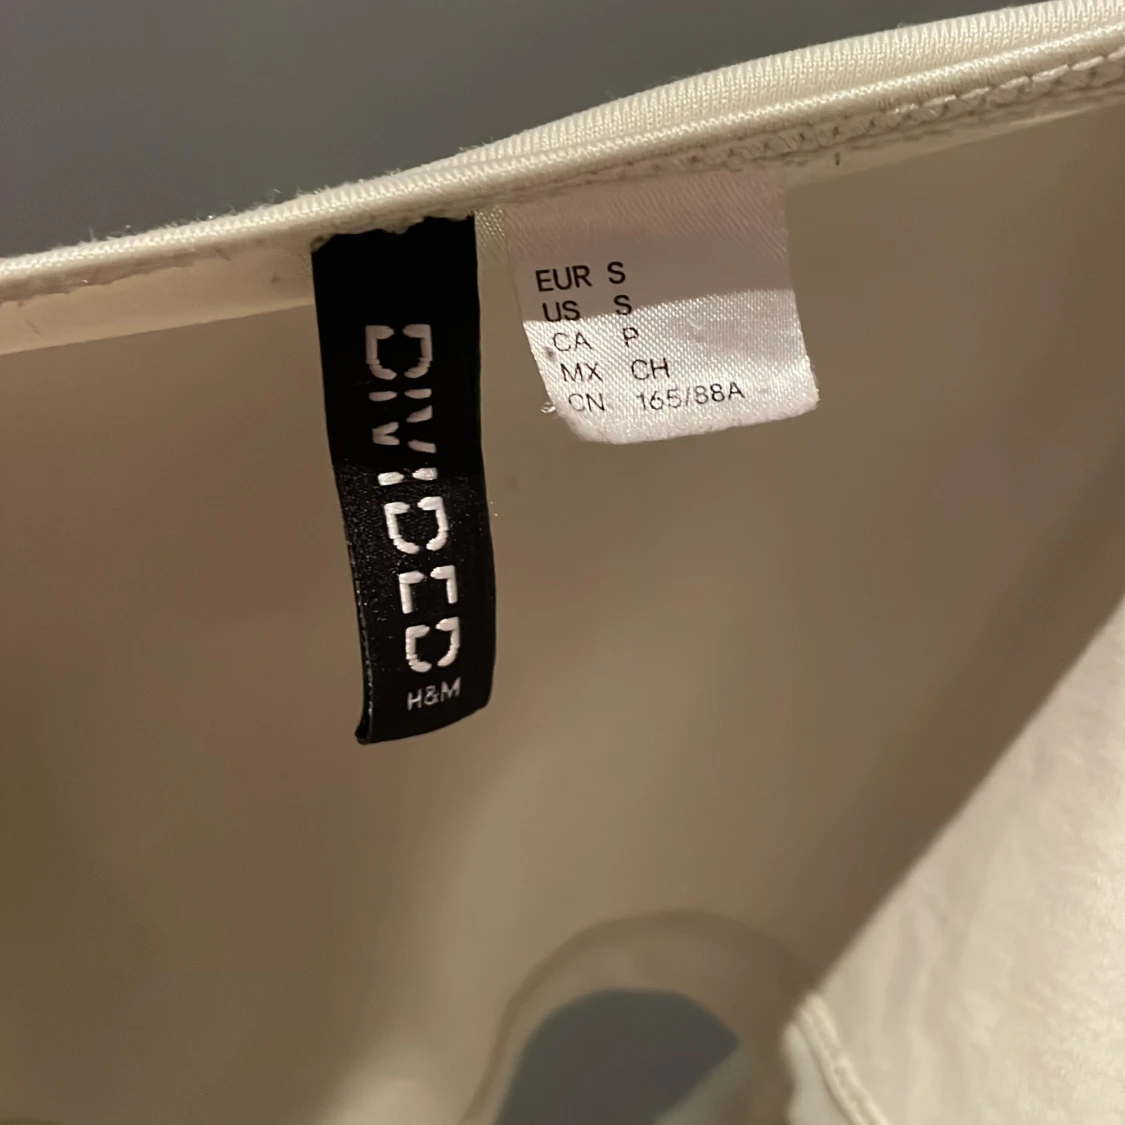 DIVIDED
H&M
EUR S
US S
CA P
MX CH
CN 165/88A